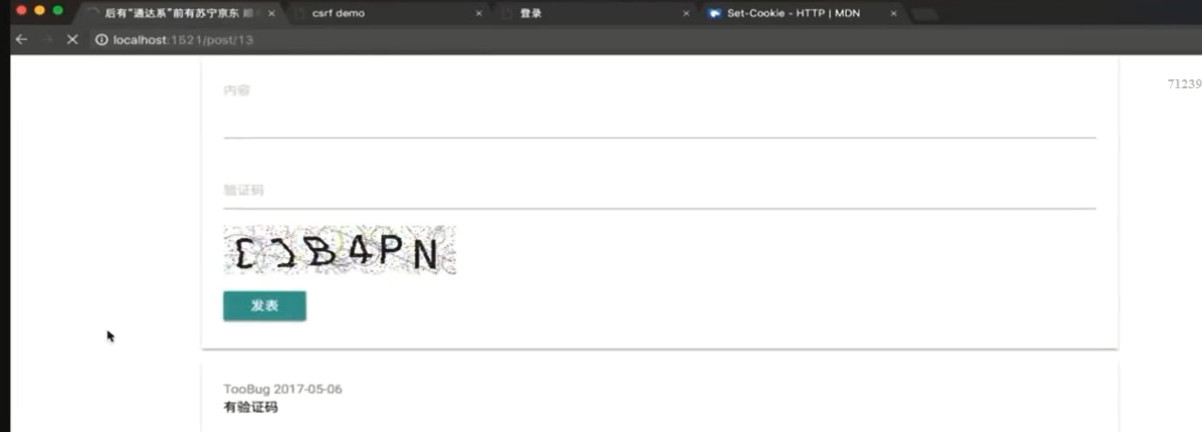 后有"通达系"前有苏宁京东
csrf demo
登录
Set-Cookie - HTTP | MDN
localhost:1521/post/13
71239
内容
验证码
B4PN
发表
TooBug 2017-05-06
有验证码